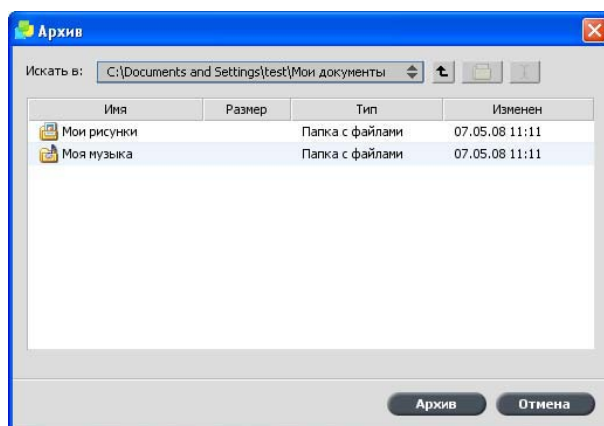 Архив
Искать в: C:\Documents and Settings\test\Мои документы
Имя Размер Тип Изменен
Мои рисунки Папка с файлами 07.05.08 11:11
Моя музыка Папка с файлами 07.05.08 11:11
Архив Отмена